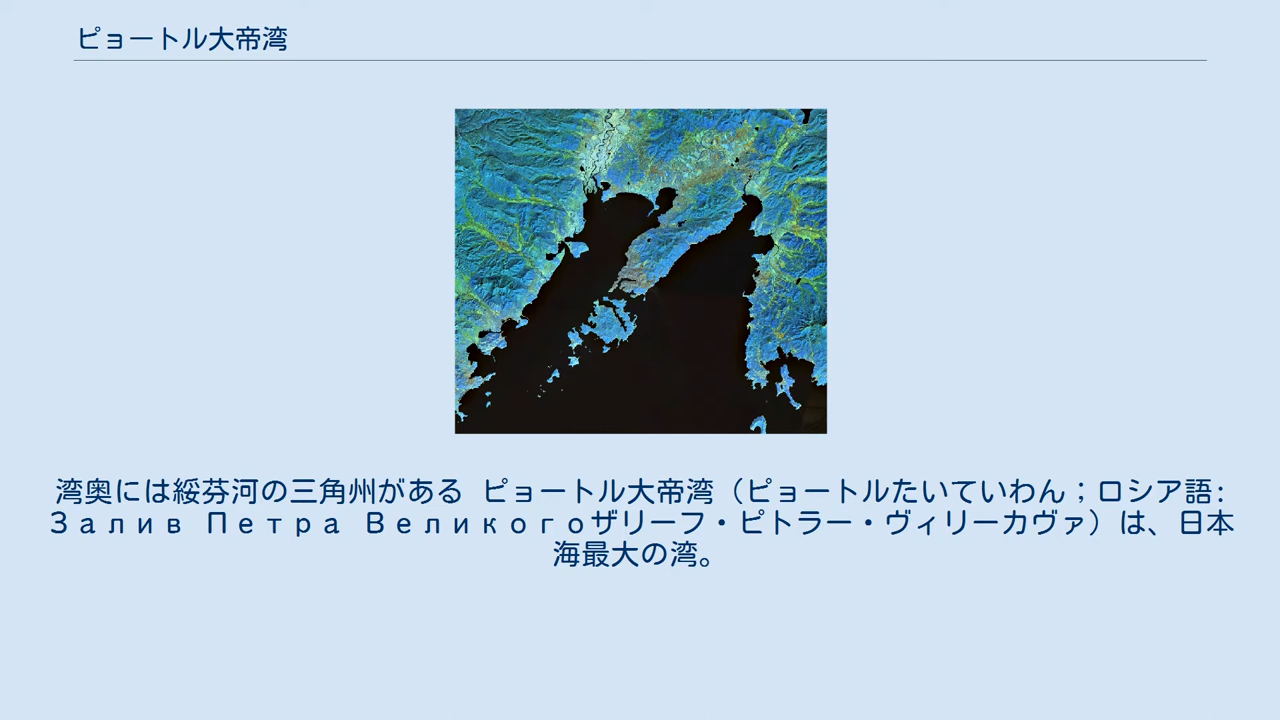 ピョートル大帝湾
湾奥には綏芬河の三角州がある ピョートル大帝湾（ピョートルたいていわん；ロシア語:
Залив Петра Великогоザリーフ・ピトラー・ヴィリーカヴァ）は、日本
海最大の湾。